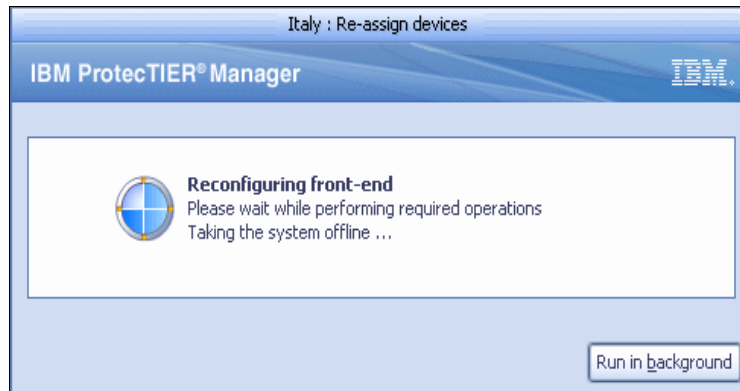 Italy : Re-assign devices
IBM ProtecTIER® Manager
IBM®
Reconfiguring front-end
Please wait while performing required operations
Taking the system offline ...
Run in background